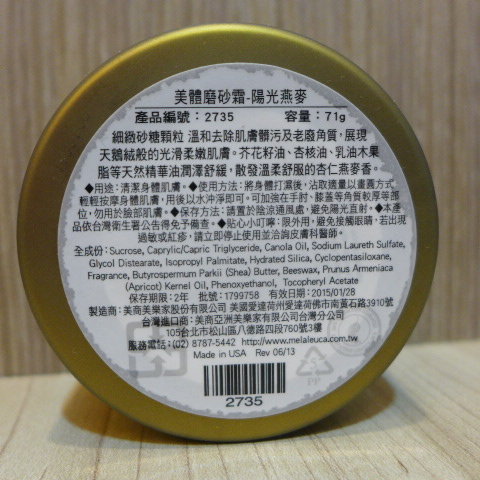 美體磨砂霜-陽光燕麥
產品編號：2735 容量：71g
細緻砂糖顆粒 溫和去除肌膚髒污及老廢角質，展現
天鵝絨般的光滑柔嫩肌膚。芥花籽油、杏核油、乳油木果
脂等天然精華油潤澤舒緩，散發溫柔舒服的杏仁燕麥香。
◆用途：清潔身體肌膚。◆使用方法：將身體打濕後，沾取適量以畫圓方式
輕輕按摩身體肌膚，用後以水沖淨即可。可加強在手肘、膝蓋等角質較厚等部
位，勿用於臉部肌膚。◆保存方法：請置於陰涼通風處，避免陽光直射。◆本產
品依台灣衛生署公告得免予備查。◆貼心小叮嚀：限外用，避免接觸眼睛，若出現
過敏或紅疹，請立即停止使用並洽詢皮膚科醫師。
全成份：Sucrose, Caprylic/Capric Triglyceride, Canola Oil, Sodium Laureth Sulfate,
Glycol Distearate, Isopropyl Palmitate, Hydrated Silica, Cyclopentasiloxane,
Fragrance, Butyrospermum Parkii (Shea) Butter, Beeswax, Prunus Armeniaca
(Apricot) Kernel Oil, Phenoxyethanol, Tocopheryl Acetate
保存期限：2年 批號：1799758 有效日期：2015/01/28
製造商：美商美樂家股份有限公司 美國愛達荷州愛達荷佛市南黃石路3910號
台灣進口商：美商亞洲美樂家有限公司台灣分公司
105台北市松山區八德路四段760號3樓
服務電話：(02) 8787-5442 http://www.melaleuca.com.tw
Made in USA Rev 06/13
2735
PP